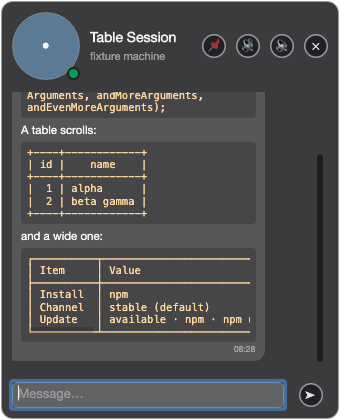 Table Session
fixture machine
Arguments, andMoreArguments,
andEvenMoreArguments);
A table scrolls:
+----+------------+
| id |    name    |
+----+------------+
|  1 | alpha      |
|  2 | beta gamma |
+----+------------+
and a wide one:
Item │ Value
Install │ npm
Channel │ stable (default)
Update │ available · npm · npm
08:28
Message...